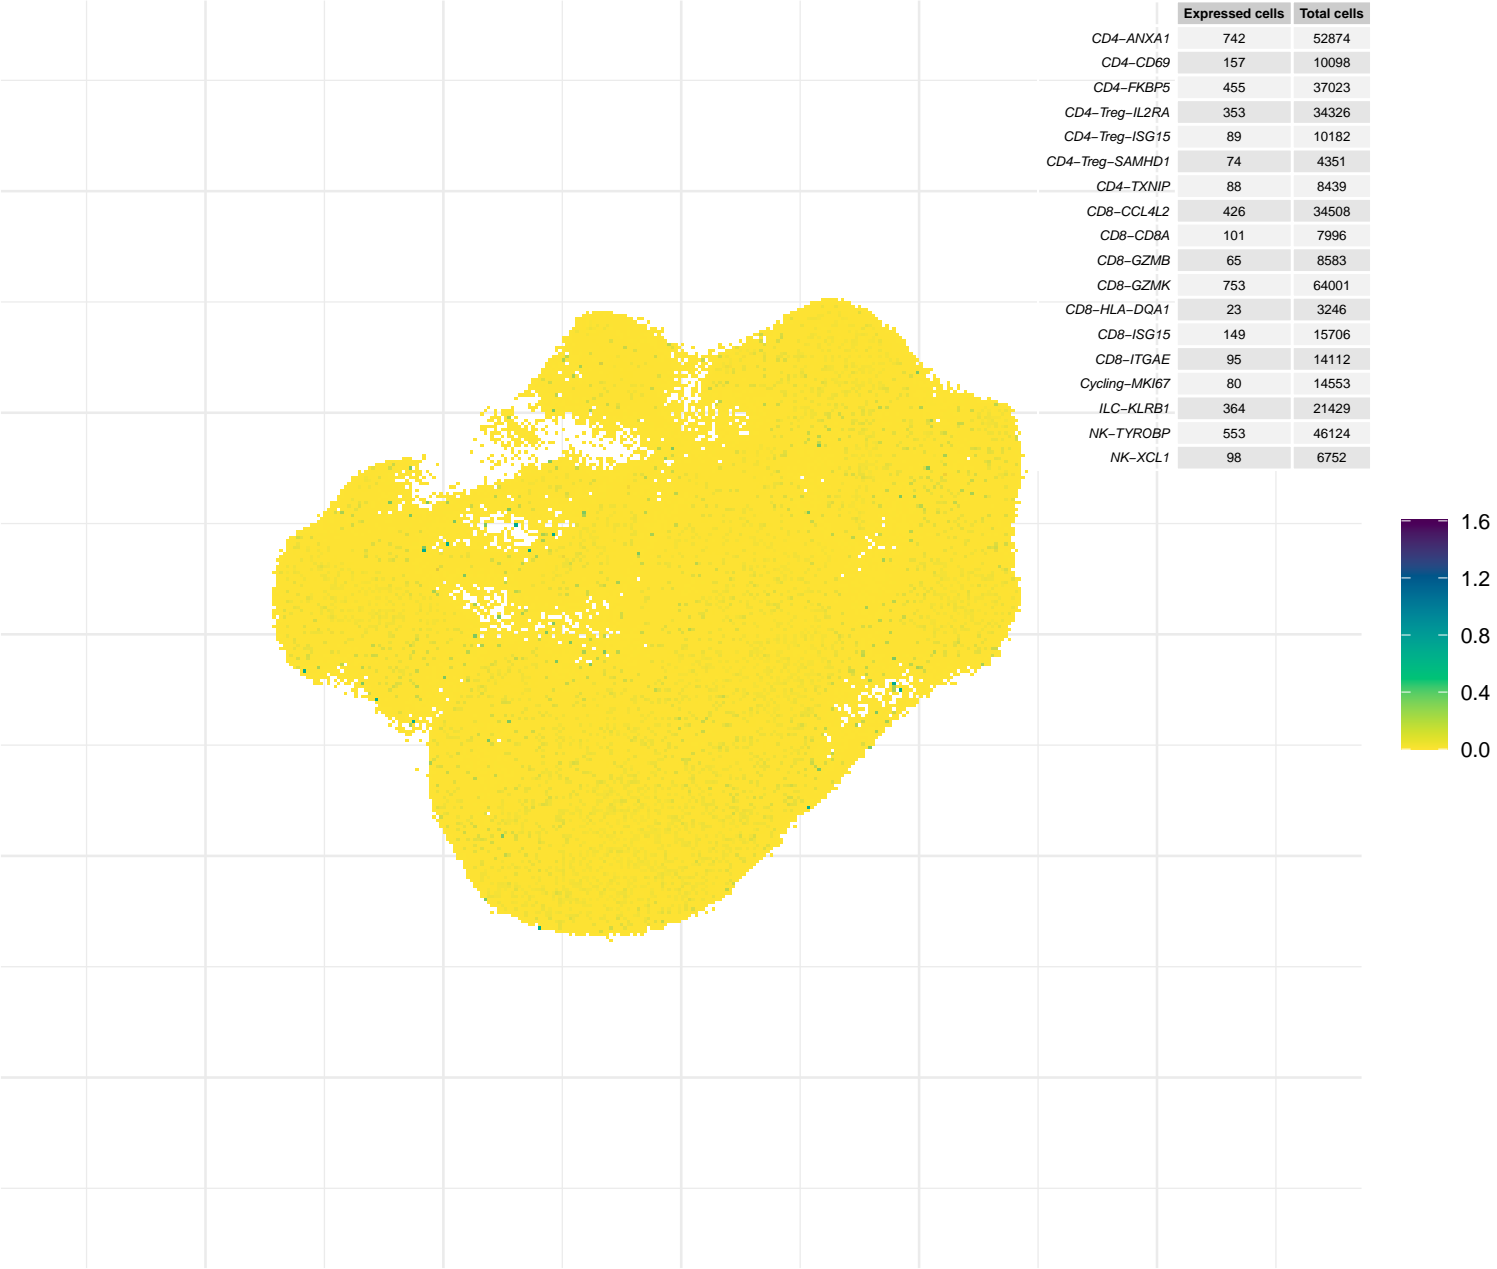 Expressed cells Total cells
CD4−ANXA1 742 52874
CD4−CD69 157 10098
CD4−FKBP5 455 37023
CD4−Treg−IL2RA 353 34326
CD4−Treg−ISG15 89 10182
CD4−Treg−SAMHD1 74 4351
CD4−TXNIP 88 8439
CD8−CCL4L2 426 34508
CD8−CD8A 101 7996
CD8−GZMB 65 8583
CD8−GZMK 753 64001
CD8−HLA−DQA1 23 3246
CD8−ISG15 149 15706
CD8−ITGAE 95 14112
Cycling−MKI67 80 14553
ILC−KLRB1 364 21429
NK−TYROBP 553 46124
NK−XCL1 98 6752
1.6
1.2
0.8
0.4
0.0